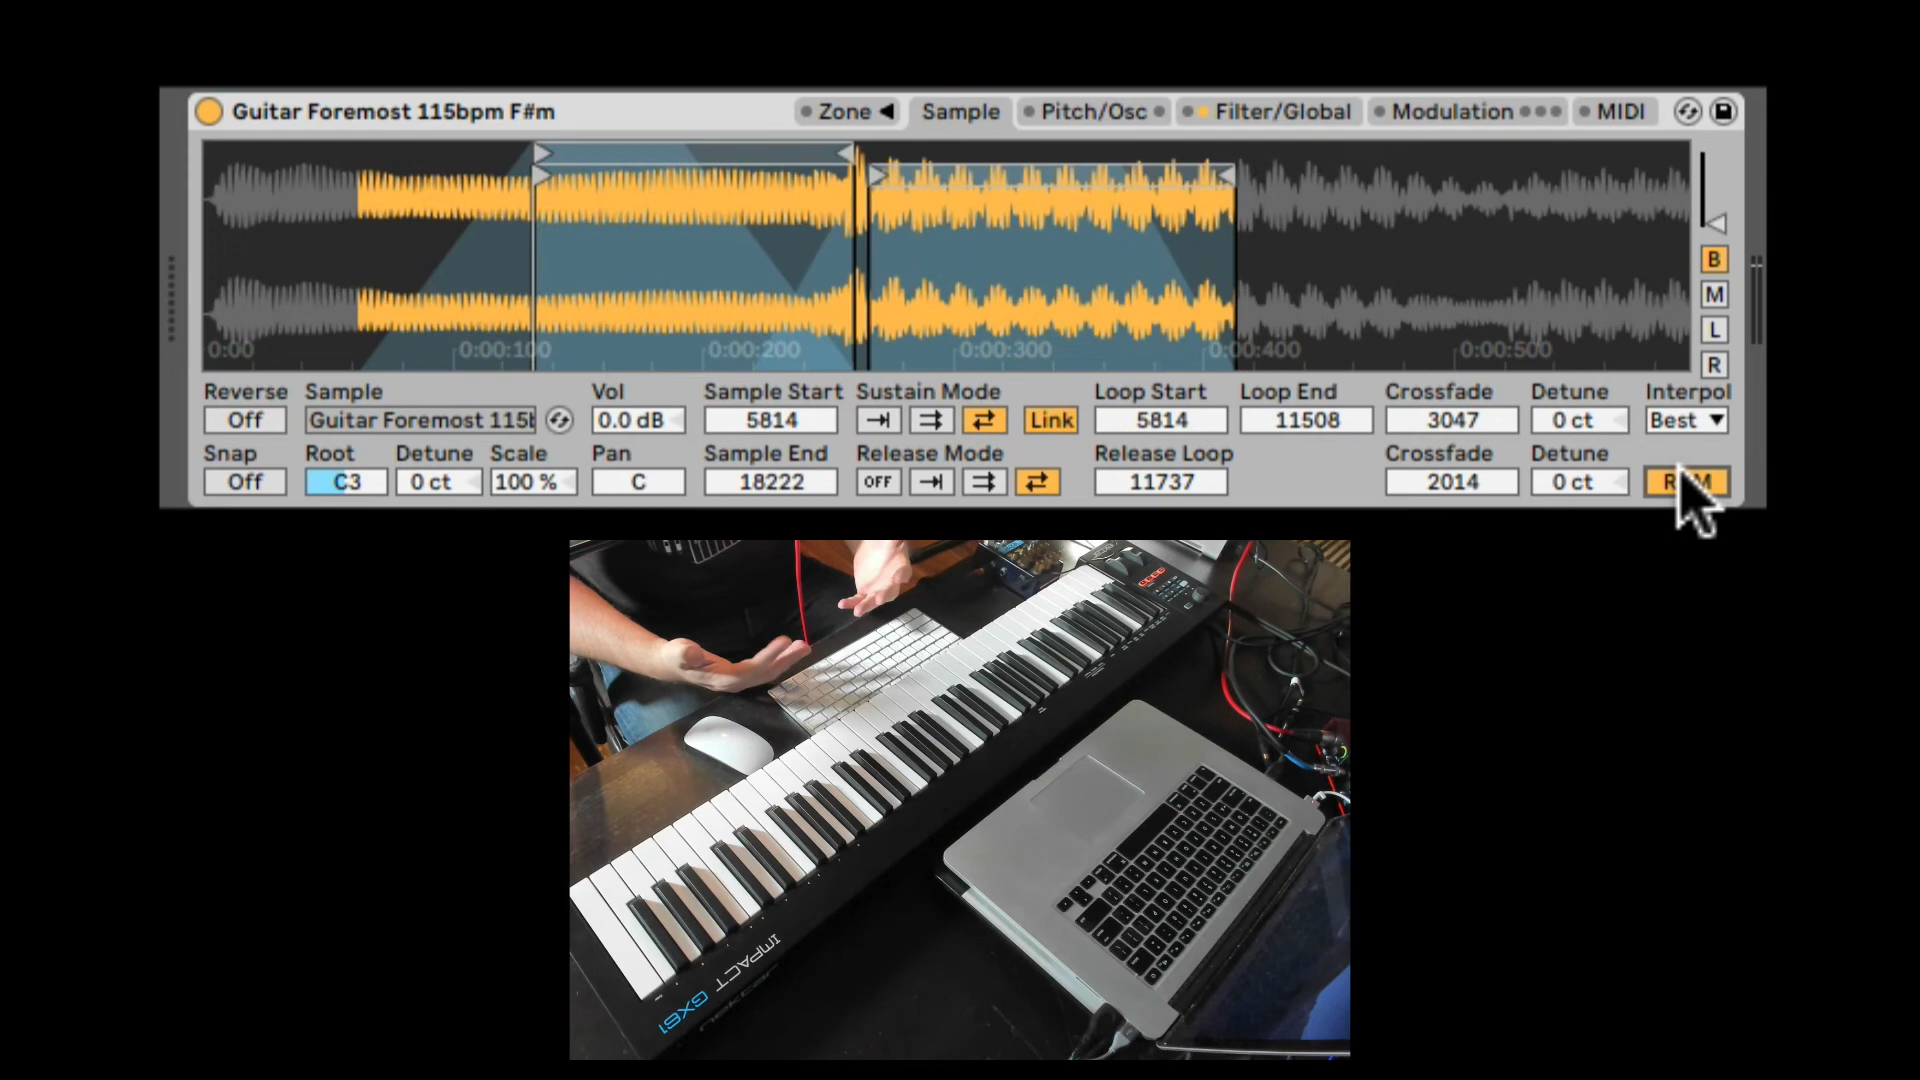 Guitar Foremost 115bpm F#m
Zone Sample Pitch/Osc Filter/Global Modulation MIDI
B
M
L
R
0:00 0:00:100 0:00:200 0:00:300 0:00:400 0:00:500
Reverse Sample Vol Sample Start Sustain Mode Loop Start Loop End Crossfade Detune Interpol
Off Guitar Foremost 115 0.0 dB 5814 Link 5814 11508 3047 0 ct Best
Snap Root Detune Scale Pan Sample End Release Mode Release Loop Crossfade Detune
Off C3 0 ct 100 % C 18222 OFF 11737 2014 0 ct
IMPACT GX61